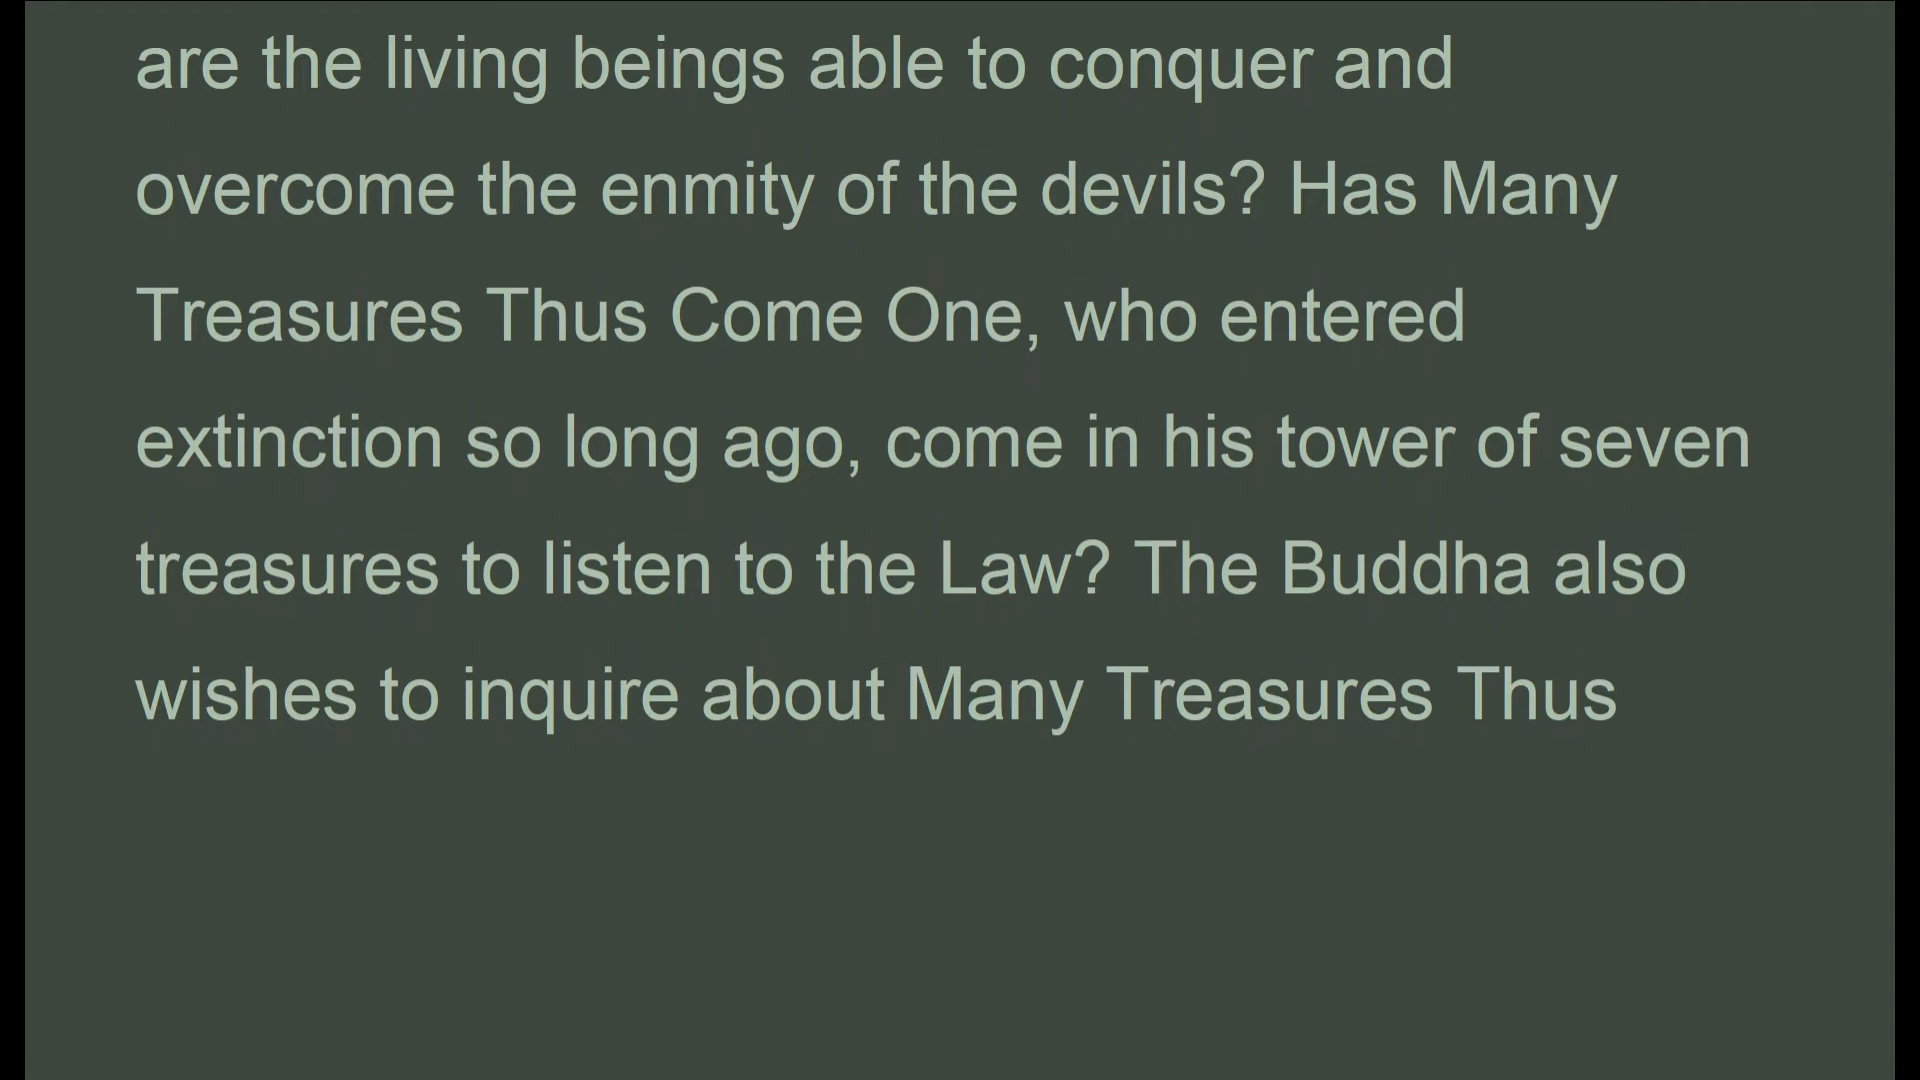 are the living beings able to conquer and
overcome the enmity of the devils? Has Many
Treasures Thus Come One, who entered
extinction so long ago, come in his tower of seven
treasures to listen to the Law? The Buddha also
wishes to inquire about Many Treasures Thus